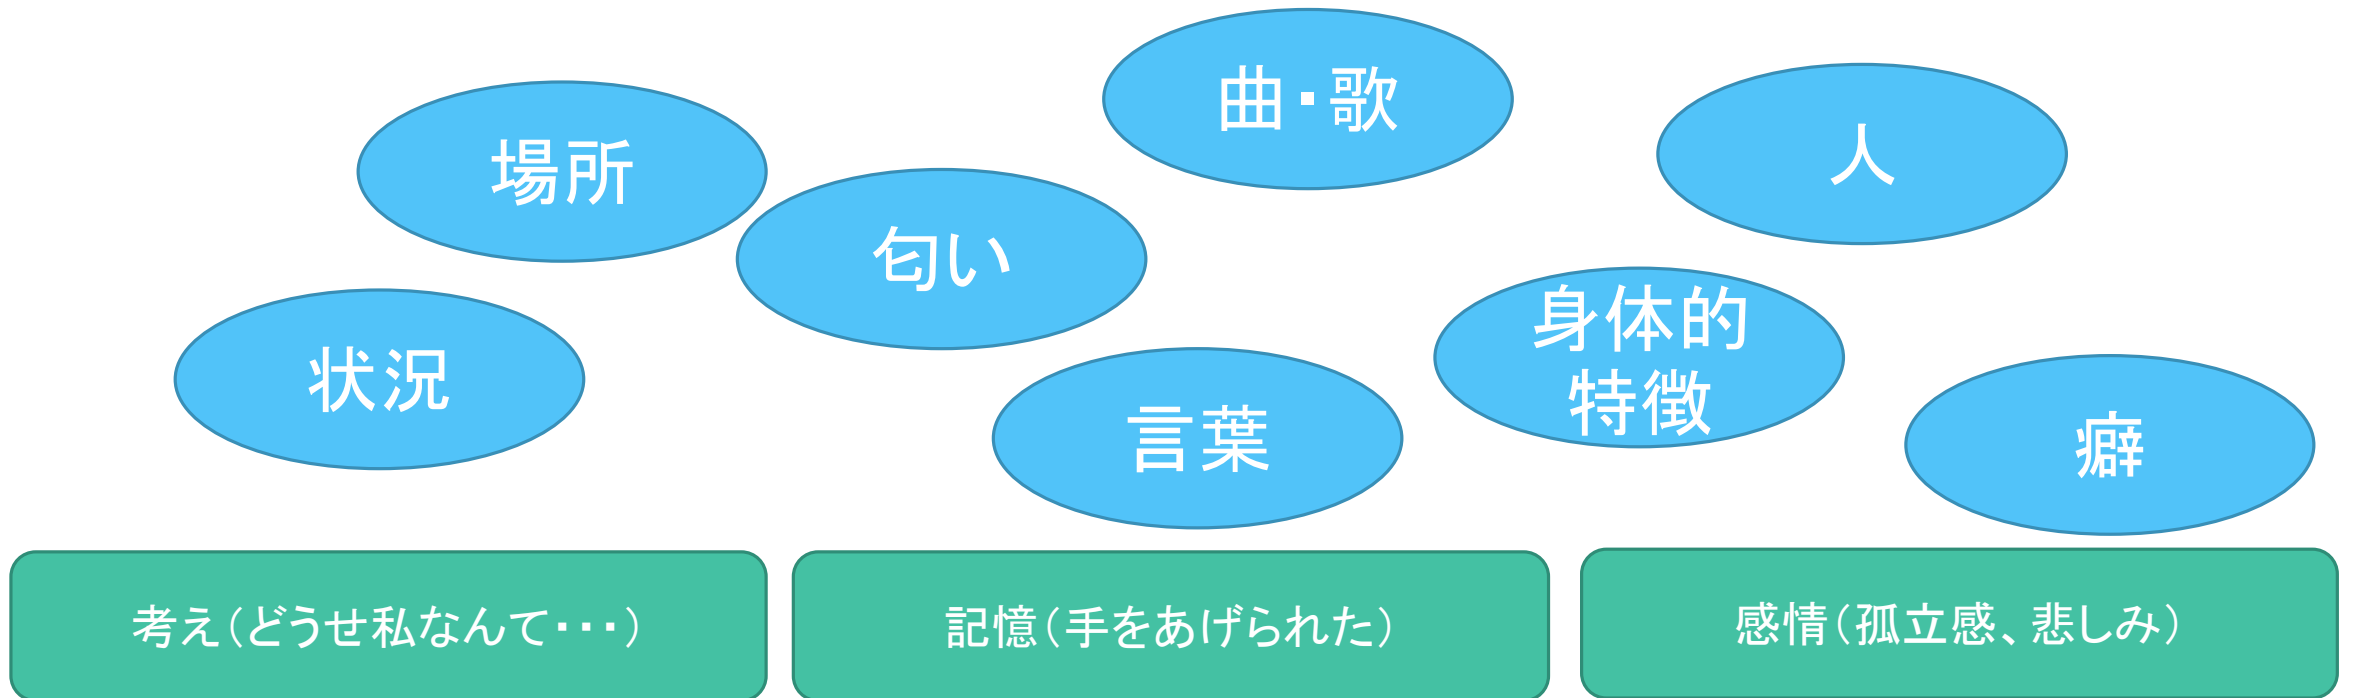 曲・歌
人
場所
匂い
身体的
特徴
状況
言葉
癖
考え(どうせ私なんて・・・)
記憶(手をあげられた)
感情(孤立感、悲しみ)